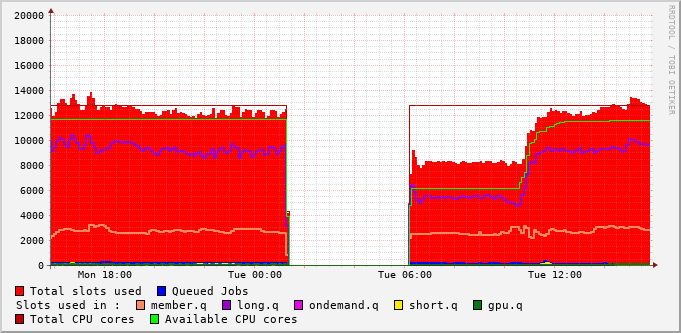 RRDTOOL / TOBI OETIKER
20000
18000
16000
14000
12000
10000
8000
6000
4000
2000
0
Mon 18:00 Tue 00:00 Tue 06:00 Tue 12:00
Total slots used Queued Jobs
Slots used in : member.q long.q ondemand.q short.q gpu.q
Total CPU cores Available CPU cores